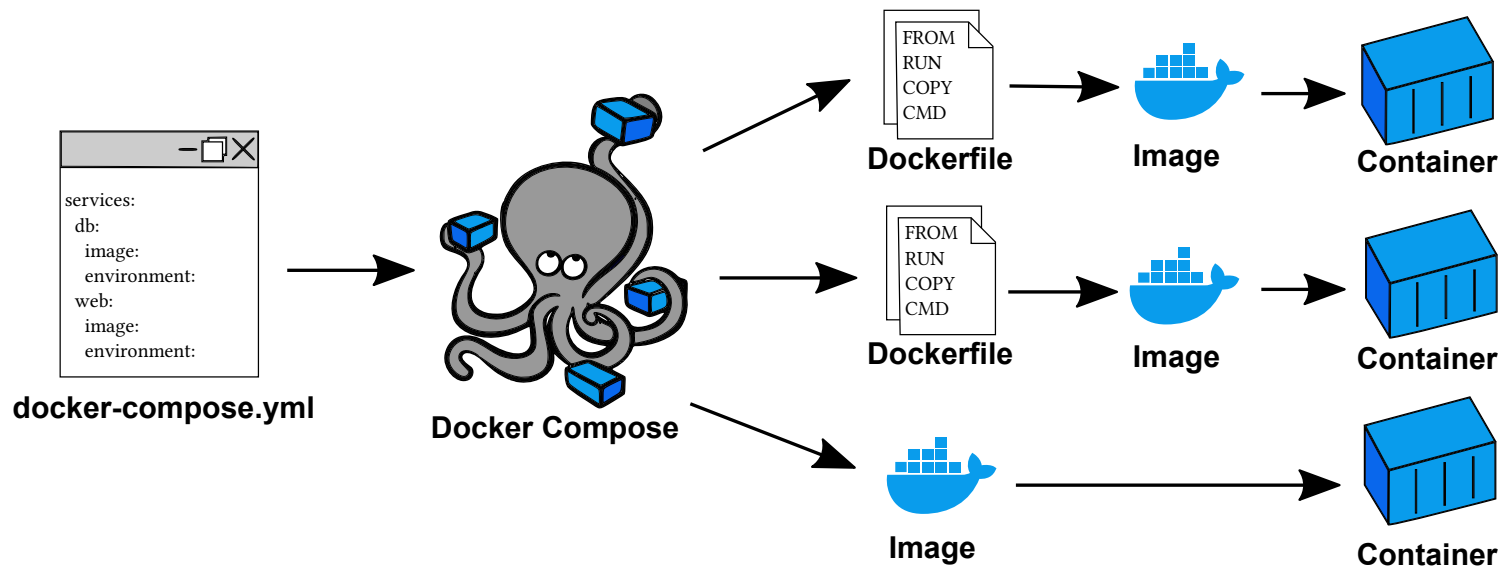 services:
db:
image:
environment:
web:
image:
environment:
docker-compose.yml
Docker Compose
FROM
RUN
COPY
CMD
Dockerfile
Image
Container
FROM
RUN
COPY
CMD
Dockerfile
Image
Container
Image
Container